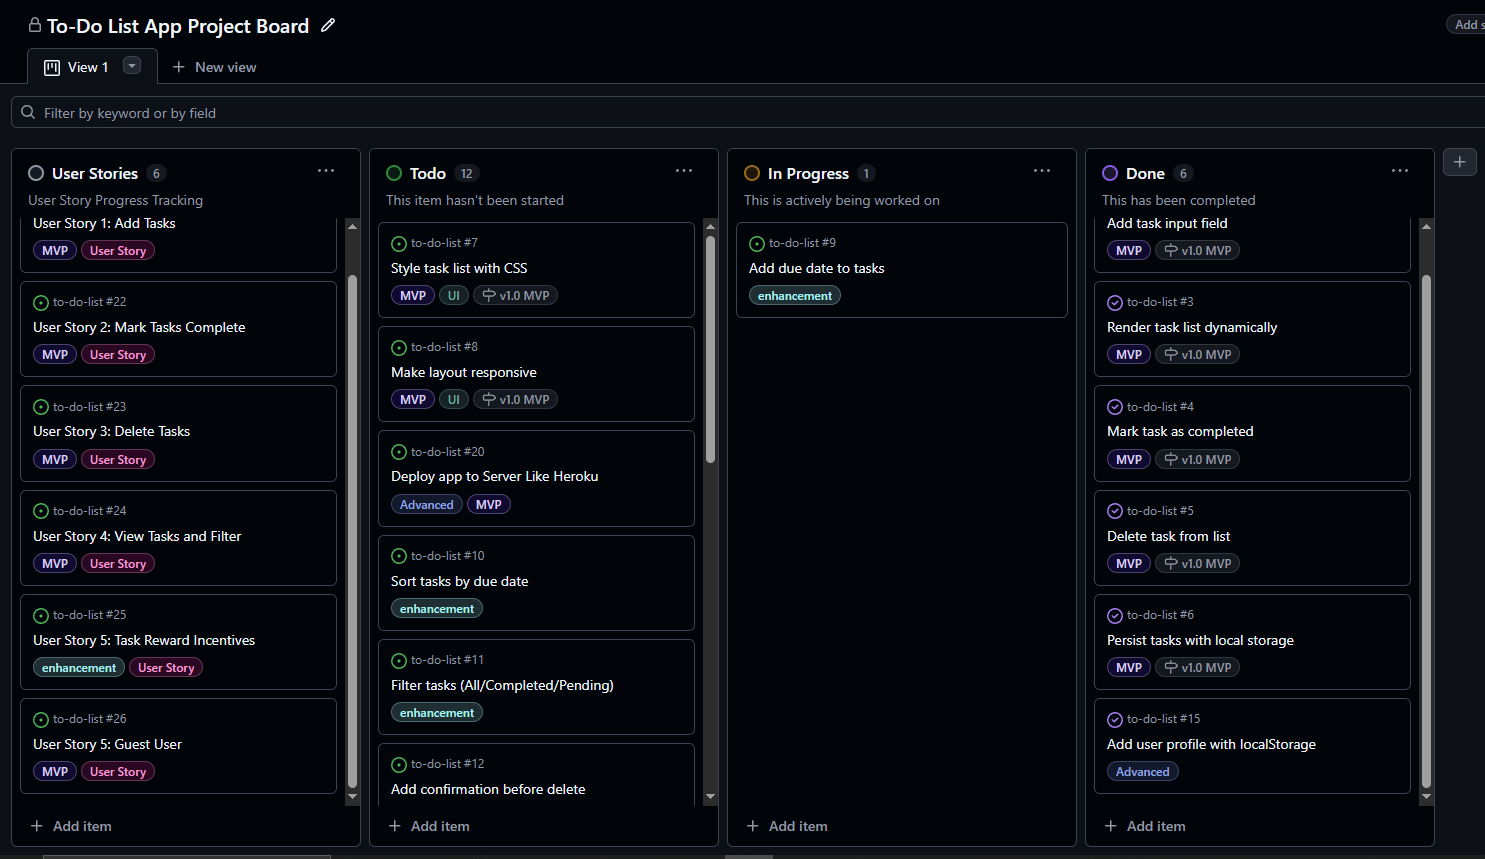 To-Do List App Project Board
Add s
View 1
New view
Filter by keyword or by field
User Stories 6
User Story Progress Tracking
User Story 1: Add Tasks
MVP User Story
to-do-list #22
User Story 2: Mark Tasks Complete
MVP User Story
to-do-list #23
User Story 3: Delete Tasks
MVP User Story
to-do-list #24
User Story 4: View Tasks and Filter
MVP User Story
to-do-list #25
User Story 5: Task Reward Incentives
enhancement User Story
to-do-list #26
User Story 5: Guest User
MVP User Story
Add item
Todo 12
This item hasn't been started
to-do-list #7
Style task list with CSS
MVP UI v1.0 MVP
to-do-list #8
Make layout responsive
MVP UI v1.0 MVP
to-do-list #20
Deploy app to Server Like Heroku
Advanced MVP
to-do-list #10
Sort tasks by due date
enhancement
to-do-list #11
Filter tasks (All/Completed/Pending)
enhancement
to-do-list #12
Add confirmation before delete
Add item
In Progress 1
This is actively being worked on
to-do-list #9
Add due date to tasks
enhancement
Add item
Done 6
This has been completed
Add task input field
MVP v1.0 MVP
to-do-list #3
Render task list dynamically
MVP v1.0 MVP
to-do-list #4
Mark task as completed
MVP v1.0 MVP
to-do-list #5
Delete task from list
MVP v1.0 MVP
to-do-list #6
Persist tasks with local storage
MVP v1.0 MVP
to-do-list #15
Add user profile with localStorage
Advanced
Add item